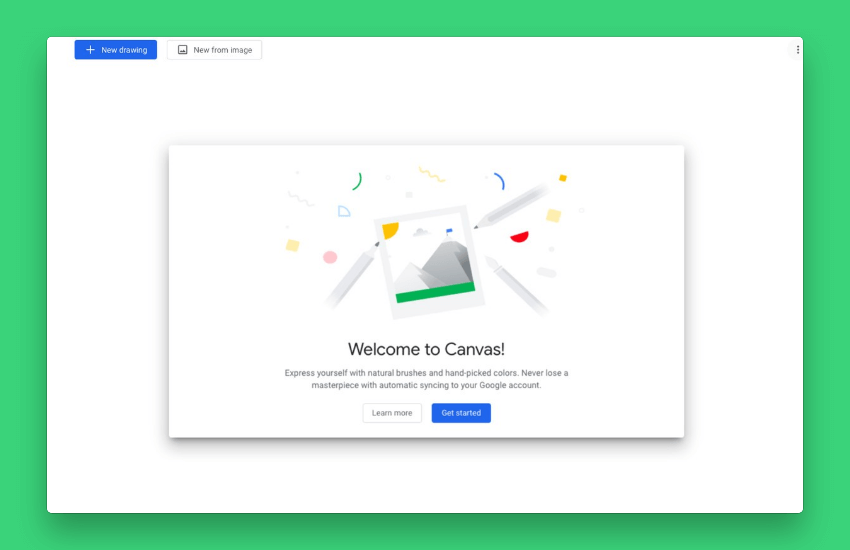 New drawing
New from image
Welcome to Canvas!
Express yourself with natural brushes and hand-picked colors. Never lose a
masterpiece with automatic syncing to your Google account.
Learn more
Get started